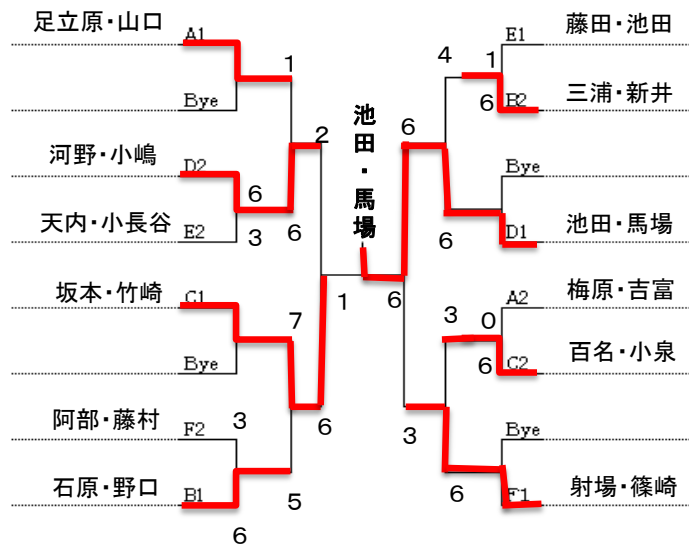 足立原・山口
A1
1
Bye
河野・小嶋
D2
6
天内・小長谷
E2
3
6
2
坂本・竹崎
C1
7
Bye
阿部・藤村
F2
3
石原・野口
B1
6
5
6
1
池田・馬場
6
6
4
1
E1
藤田・池田
6
B2
三浦・新井
Bye
6
D1
池田・馬場
3
0
A2
梅原・吉富
6
C2
百名・小泉
3
Bye
6
F1
射場・篠崎